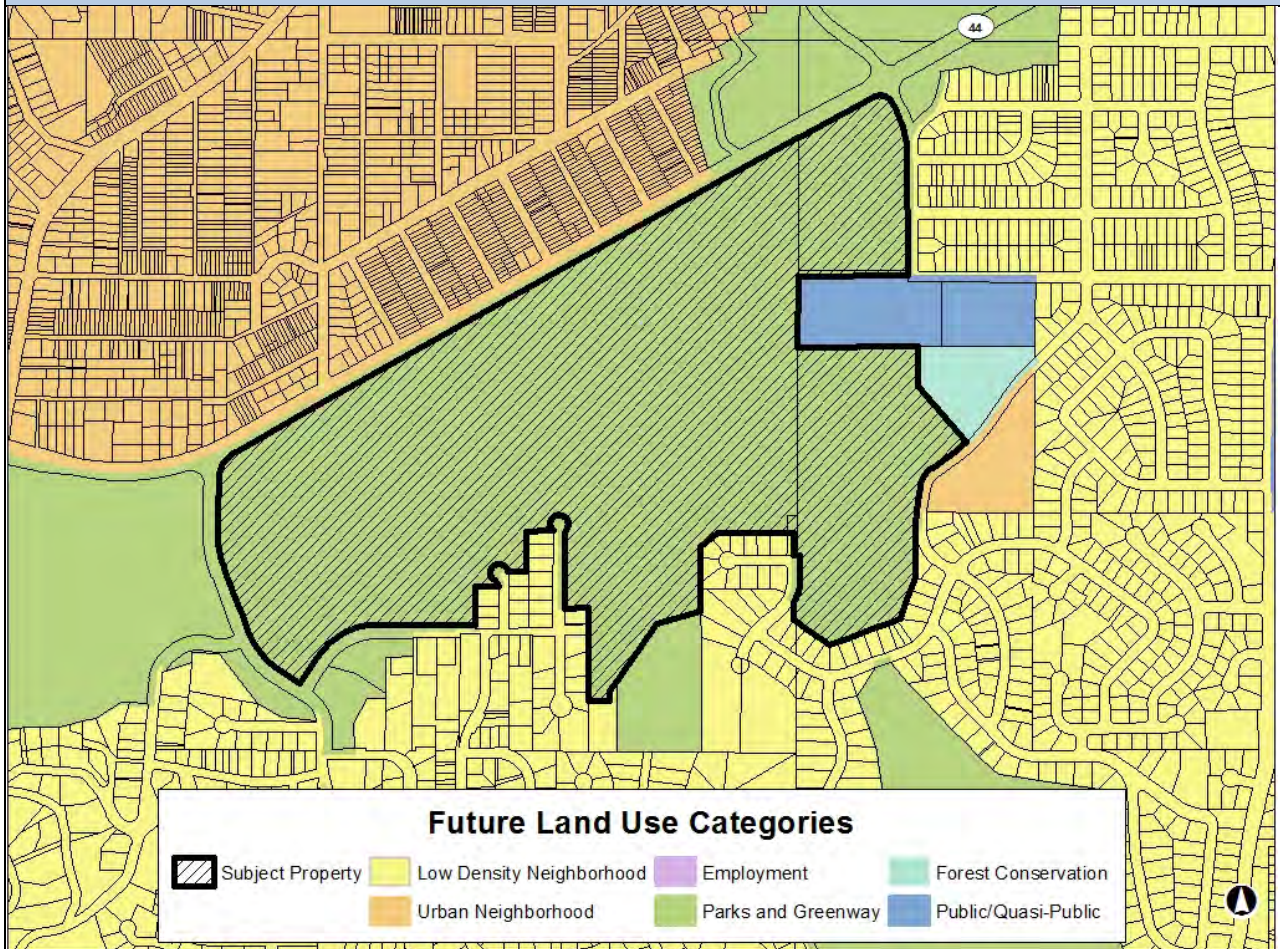 44
Future Land Use Categories
Subject Property Low Density Neighborhood Employment Forest Conservation
Urban Neighborhood Parks and Greenway Public/Quasi-Public